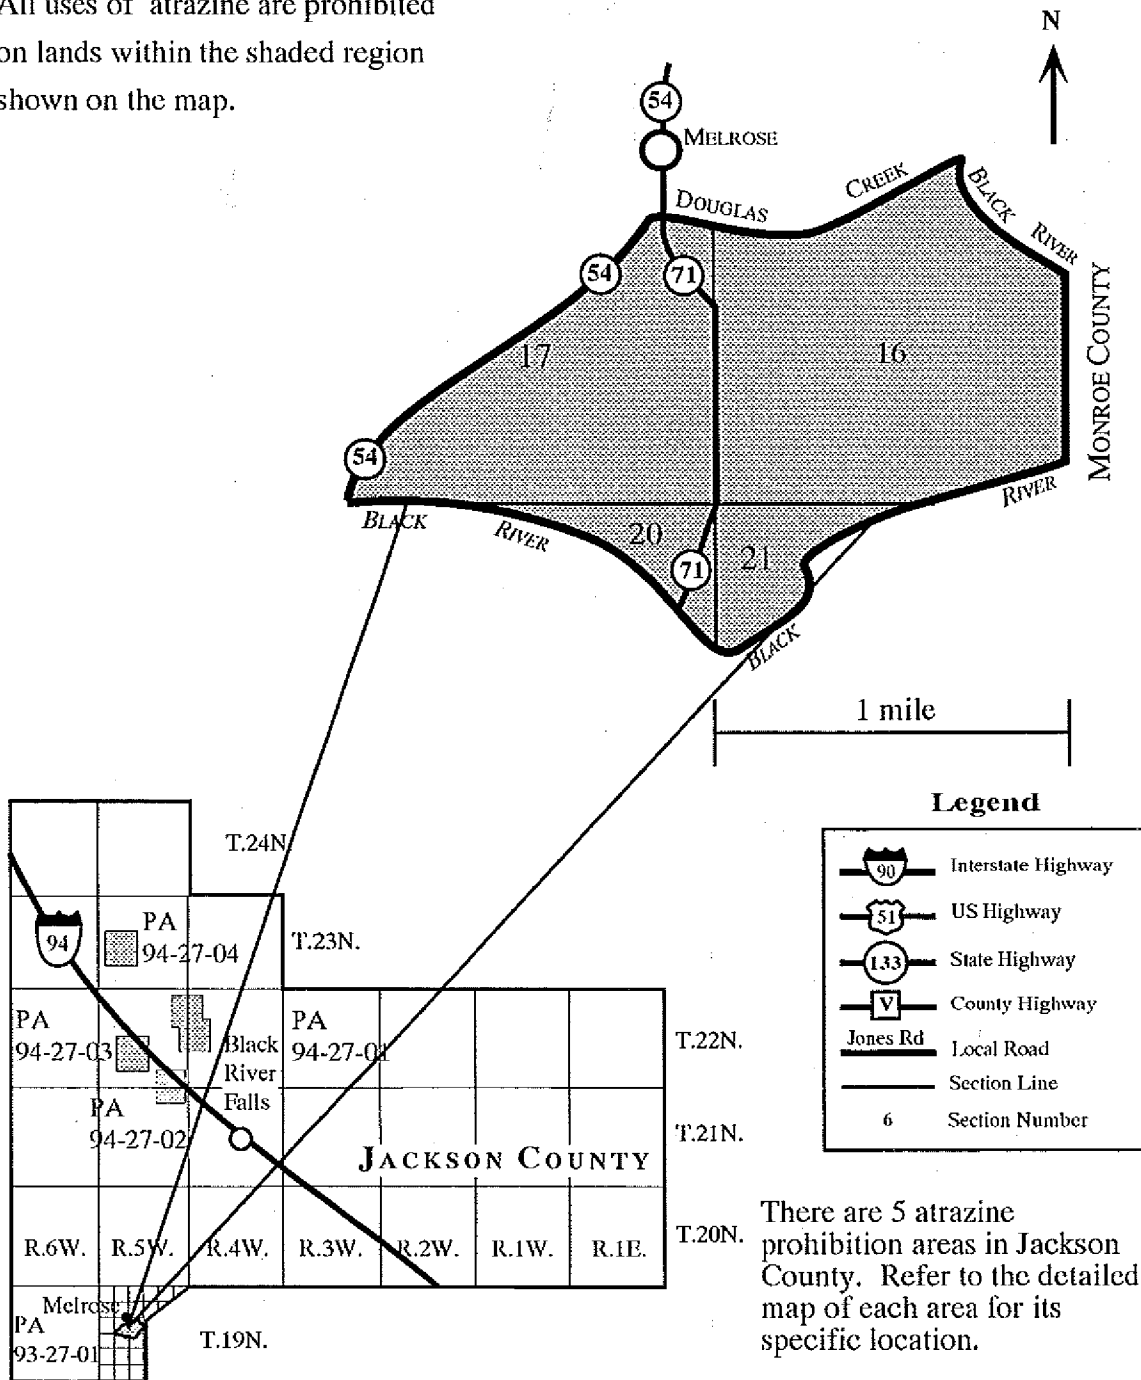 All uses of atrazine are prohibited
on lands within the shaded region
shown on the map.
N
54
MELROSE
DOUGLAS
CREEK
BLACK
RIVER
54
71
17
16
MONROE COUNTY
54
BLACK
RIVER
RIVER
20
21
71
BLACK
1 mile
Legend
90 Interstate Highway
51 US Highway
133 State Highway
V County Highway
Jones Rd Local Road
Section Line
6 Section Number
T.24N.
PA
94-27-04
94
T.23N.
PA
94-27-03
Black
River
Falls
PA
94-27-01
T.22N.
PA
94-27-02
T.21N.
JACKSON COUNTY
R.6W. R.5W. R.4W. R.3W. R.2W. R.1W. R.1E.
T.20N.
Melrose
PA
93-27-01
T.19N.
There are 5 atrazine
prohibition areas in Jackson
County. Refer to the detailed
map of each area for its
specific location.